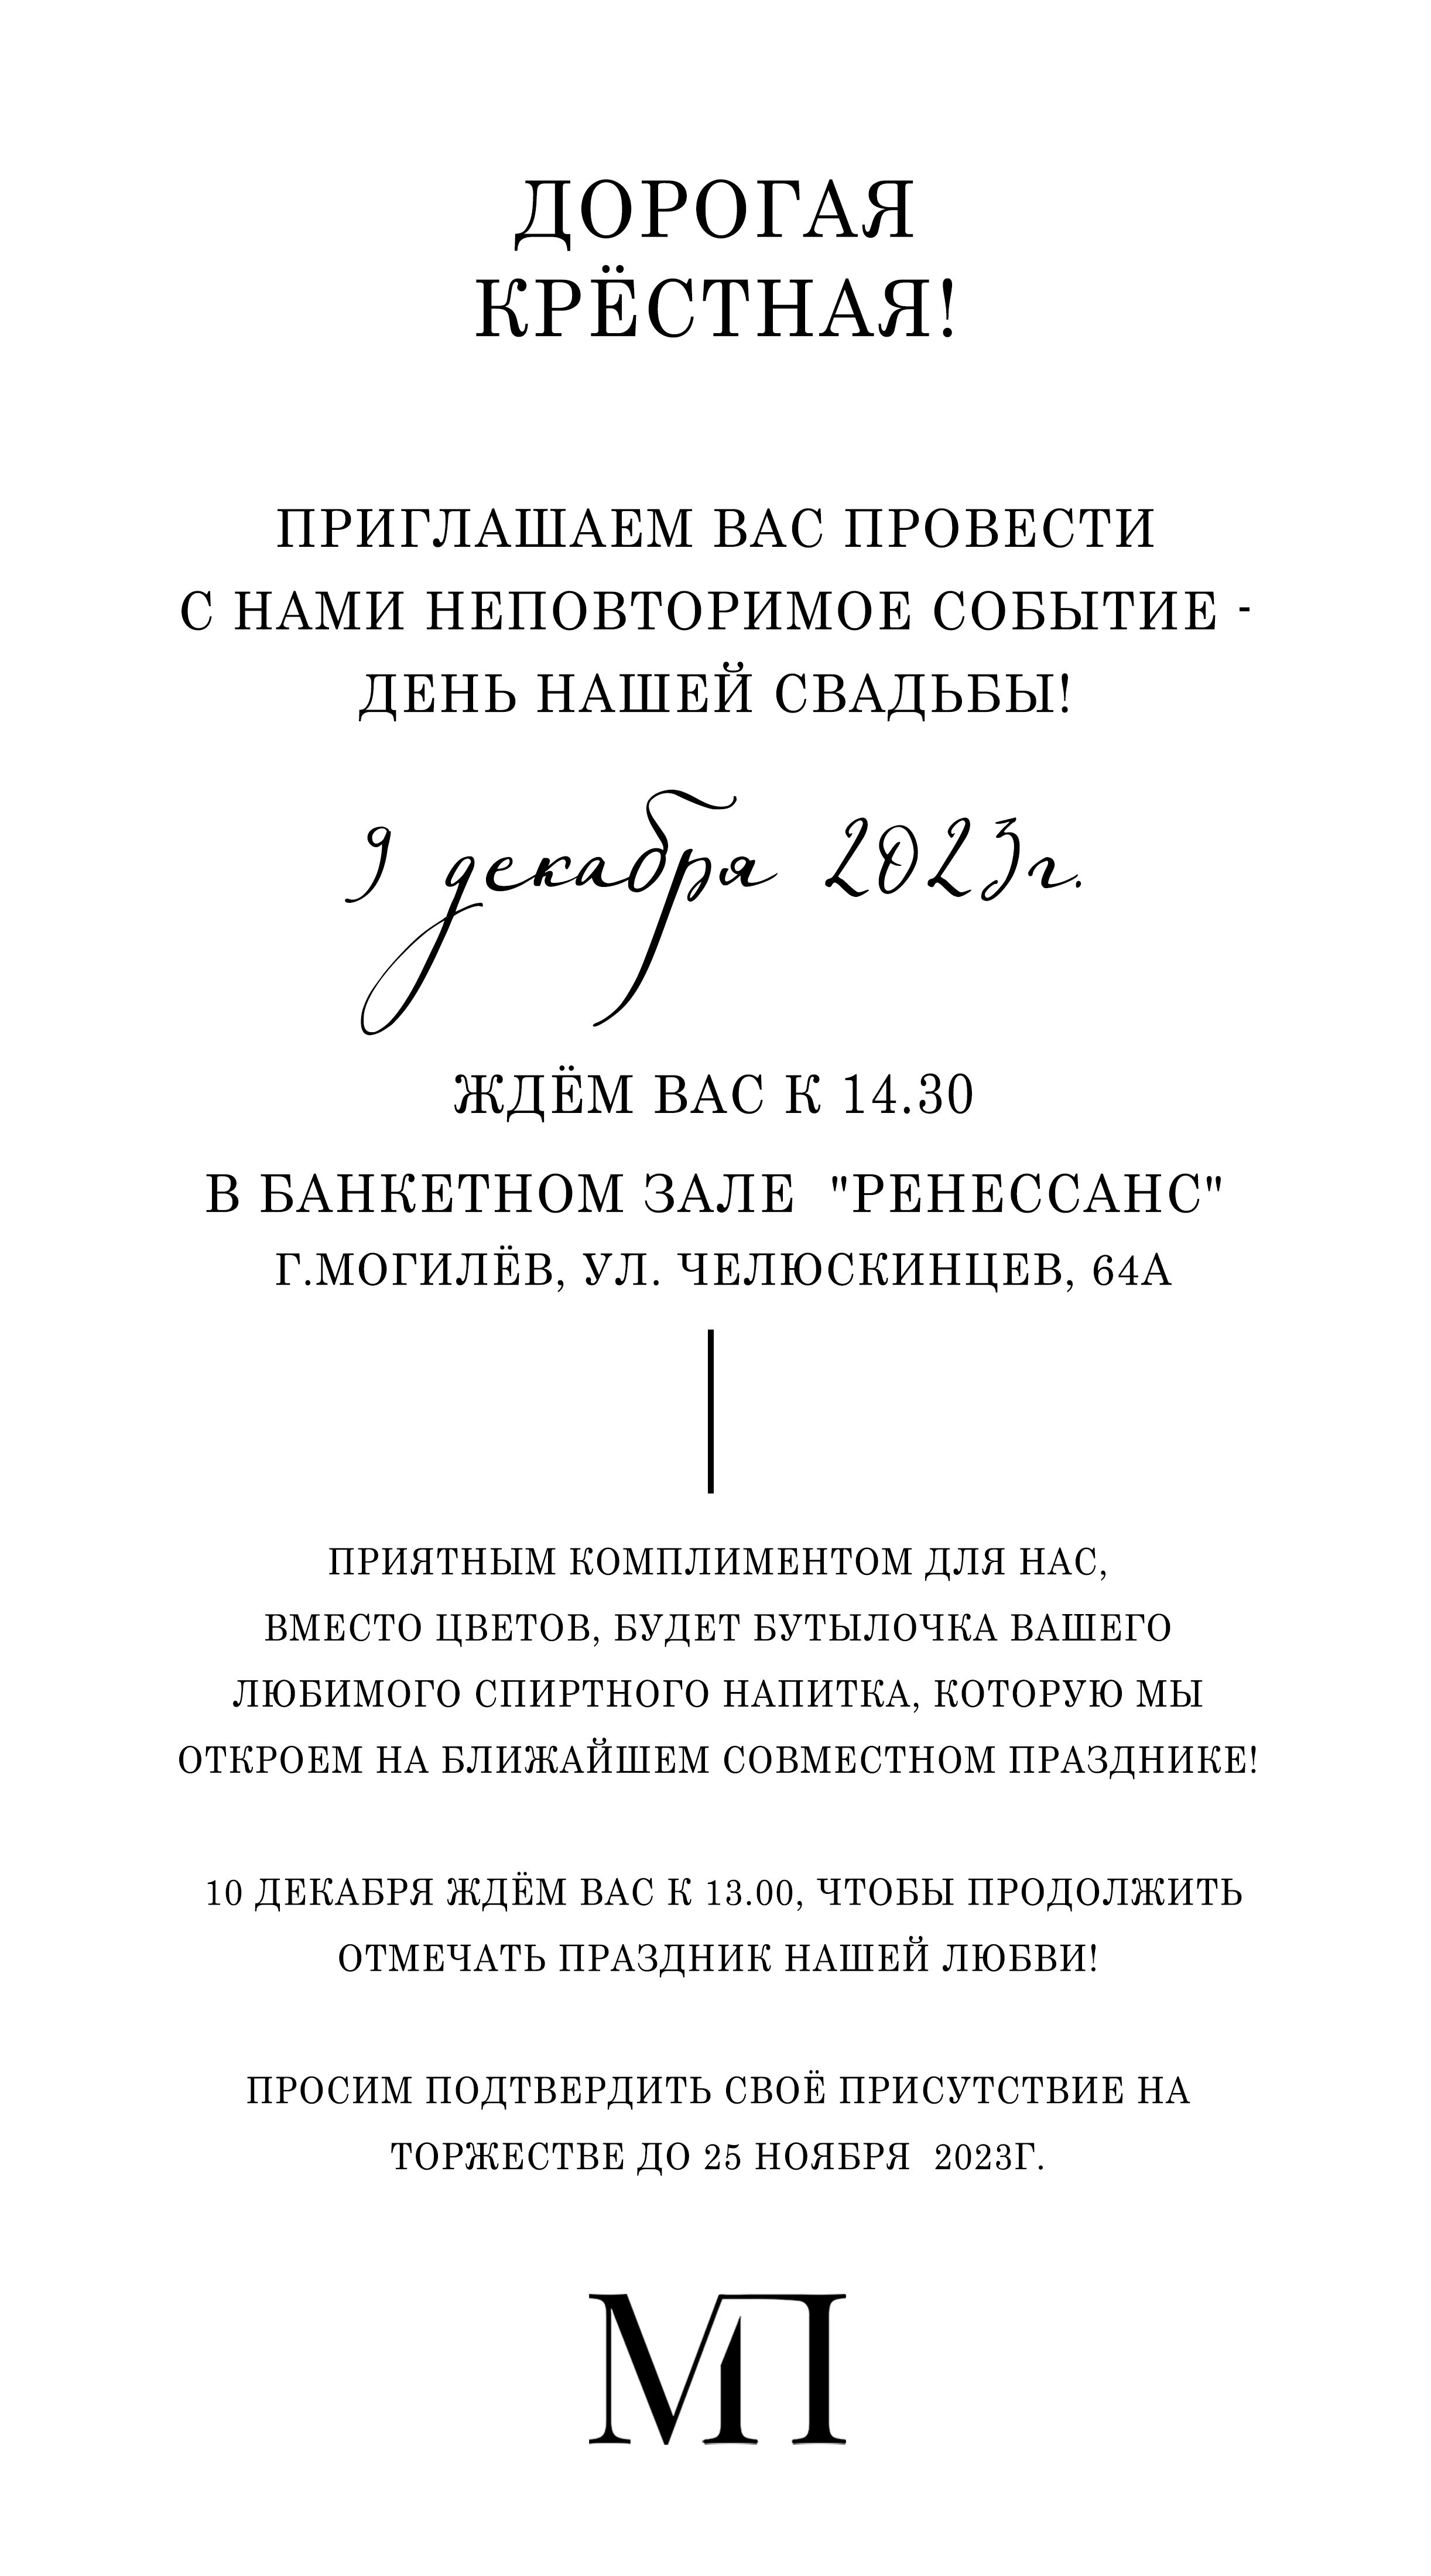 ДОРОГАЯ
КРЁСТНАЯ!
ПРИГЛАШАЕМ ВАС ПРОВЕСТИ
С НАМИ НЕПОВТОРИМОЕ СОБЫТИЕ -
ДЕНЬ НАШЕЙ СВАДЬБЫ!
9 декабря 2023г.
ЖДЁМ ВАС К 14.30
В БАНКЕТНОМ ЗАЛЕ "РЕНЕССАНС"
Г.МОГИЛЁВ, УЛ. ЧЕЛЮСКИНЦЕВ, 64А
ПРИЯТНЫМ КОМПЛИМЕНТОМ ДЛЯ НАС,
ВМЕСТО ЦВЕТОВ, БУДЕТ БУТЫЛОЧКА ВАШЕГО
ЛЮБИМОГО СПИРТНОГО НАПИТКА, КОТОРУЮ МЫ
ОТКРОЕМ НА БЛИЖАЙШЕМ СОВМЕСТНОМ ПРАЗДНИКЕ!
10 ДЕКАБРЯ ЖДЁМ ВАС К 13.00, ЧТОБЫ ПРОДОЛЖИТЬ
ОТМЕЧАТЬ ПРАЗДНИК НАШЕЙ ЛЮБВИ!
ПРОСИМ ПОДТВЕРДИТЬ СВОЁ ПРИСУТСТВИЕ НА
ТОРЖЕСТВЕ ДО 25 НОЯБРЯ 2023Г.
МП